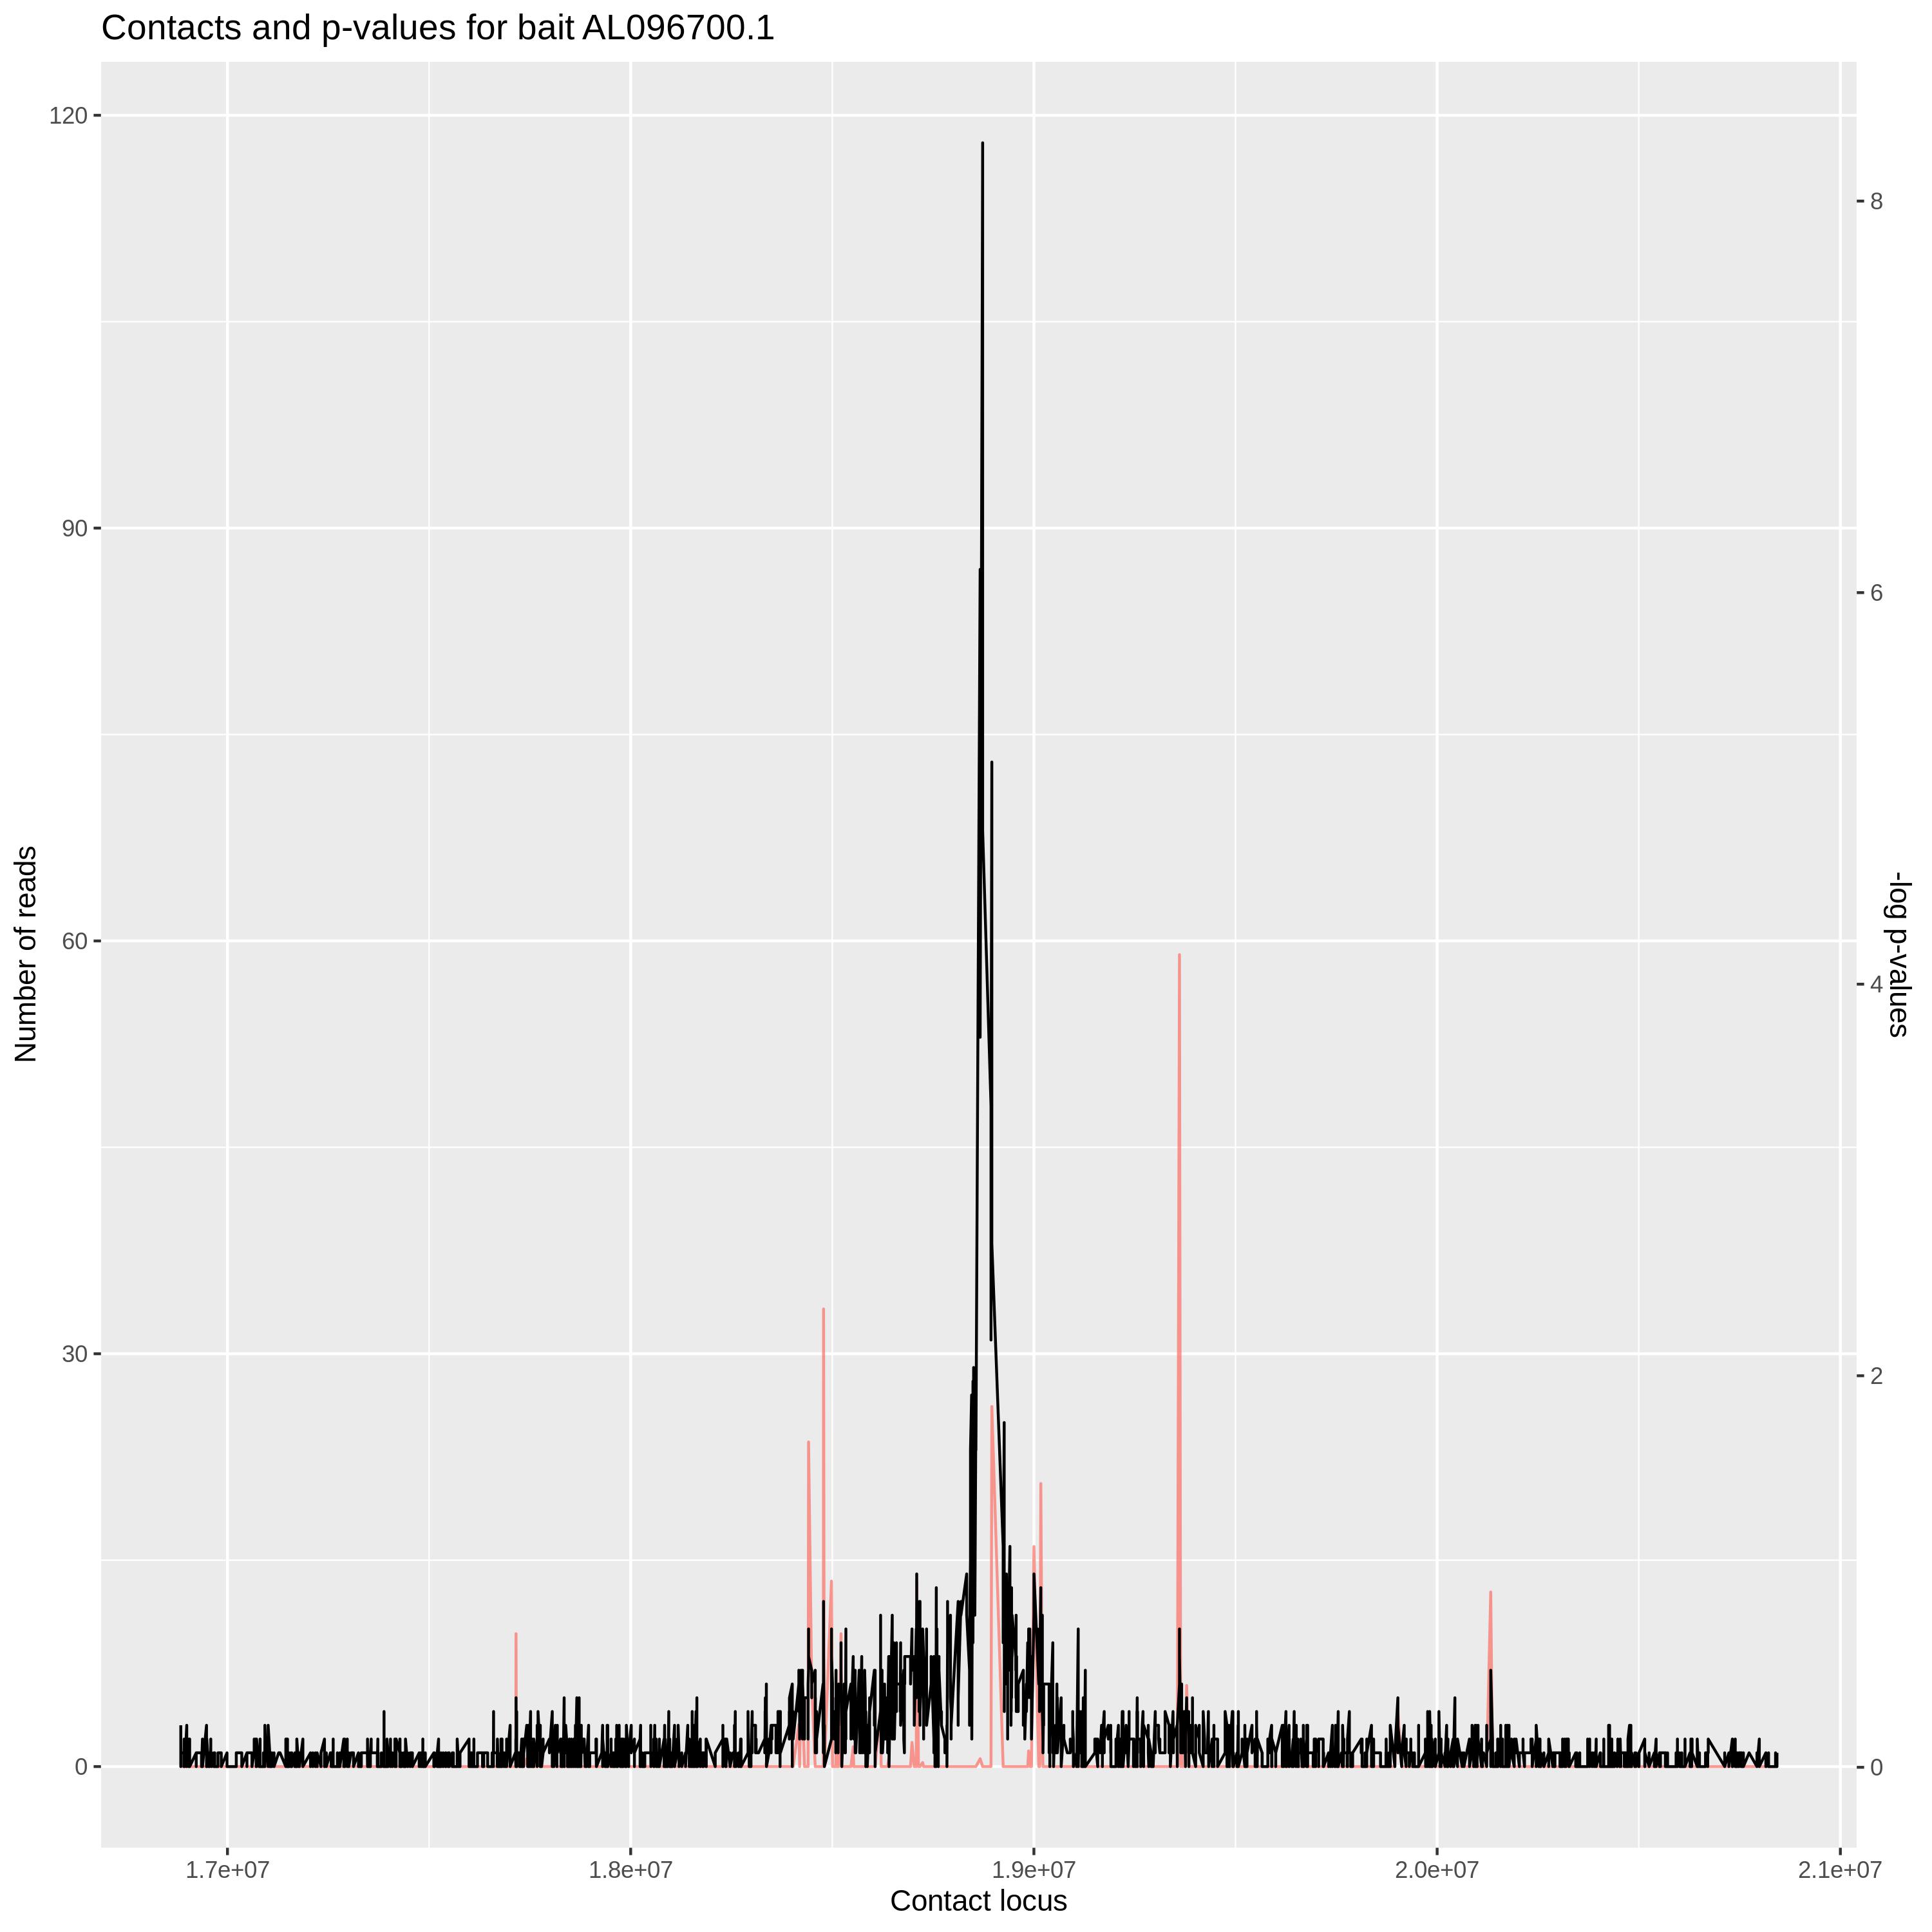 Contacts and p-values for bait AL096700.1
120
90
60
30
0
Number of reads
8
6
4
2
0
-log p-values
1.7e+07 1.8e+07 1.9e+07 2.0e+07 2.1e+07
Contact locus